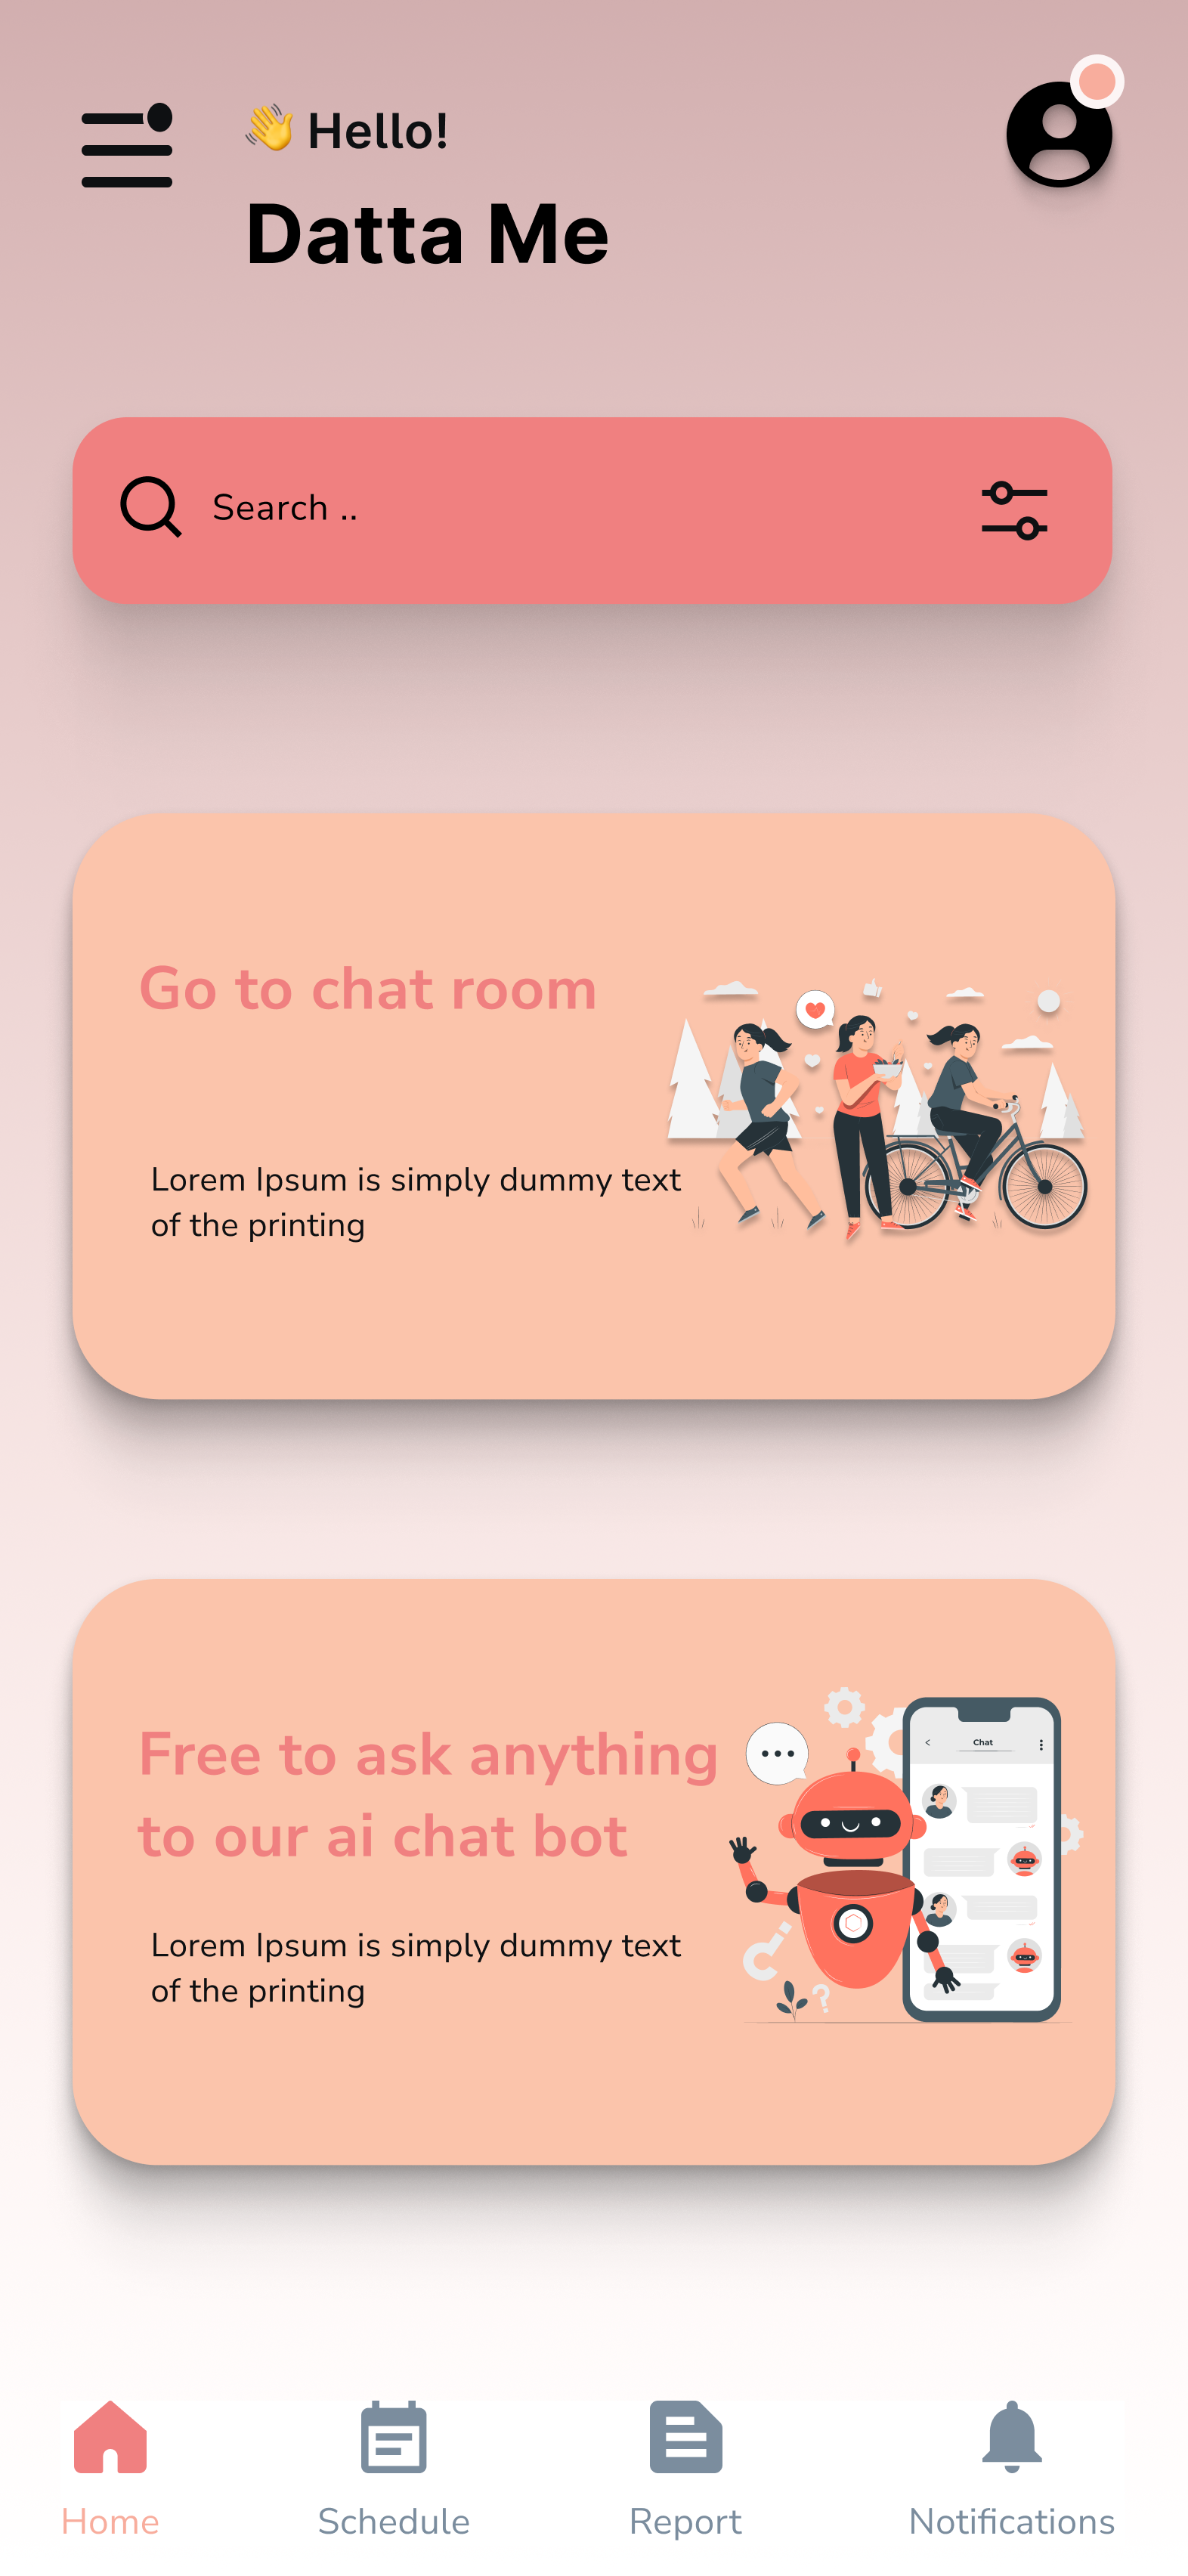 👋 Hello!
Datta Me
Search ..
Go to chat room
Lorem Ipsum is simply dummy text
of the printing
Free to ask anything
to our ai chat bot
Lorem Ipsum is simply dummy text
of the printing
Chat
Home
Schedule
Report
Notifications